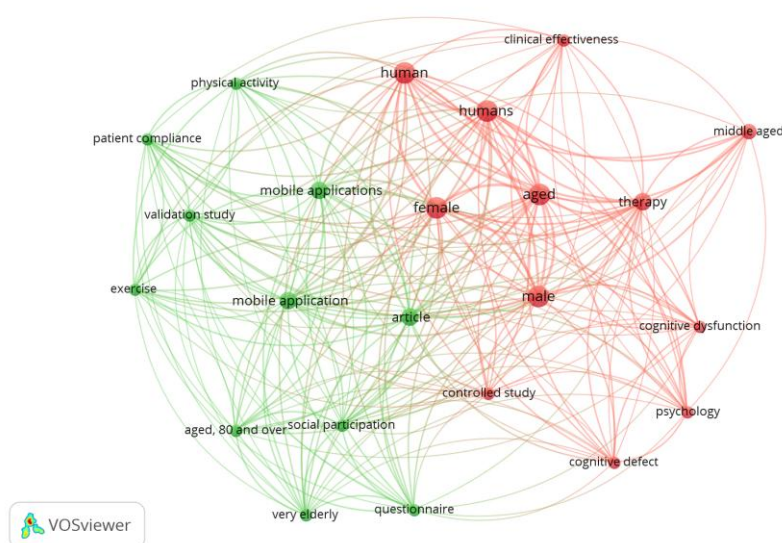 clinical effectiveness
human
physical activity
humans
middle aged
patient compliance
mobile applications
aged
therapy
female
validation study
exercise
mobile application
male
article
cognitive dysfunction
controlled study
psychology
social participation
aged, 80 and over
cognitive defect
questionnaire
very elderly
VOSviewer